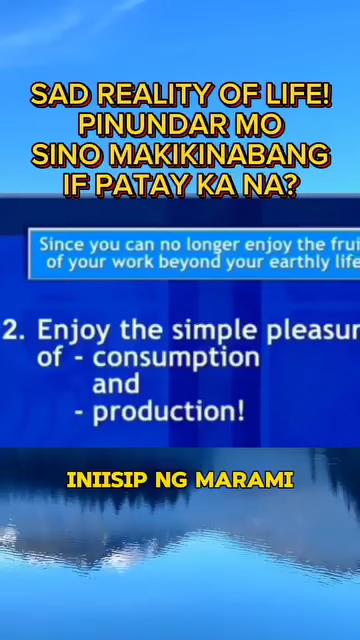 SAD REALITY OF LIFE!
PINUNDAR MO
SINO MAKIKINABANG
IF PATAY KA NA?
Since you can no longer enjoy the frui
of your work beyond your earthly life
2. Enjoy the simple pleasur
of - consumption
and
- production!
INIISIP NG MARAMI